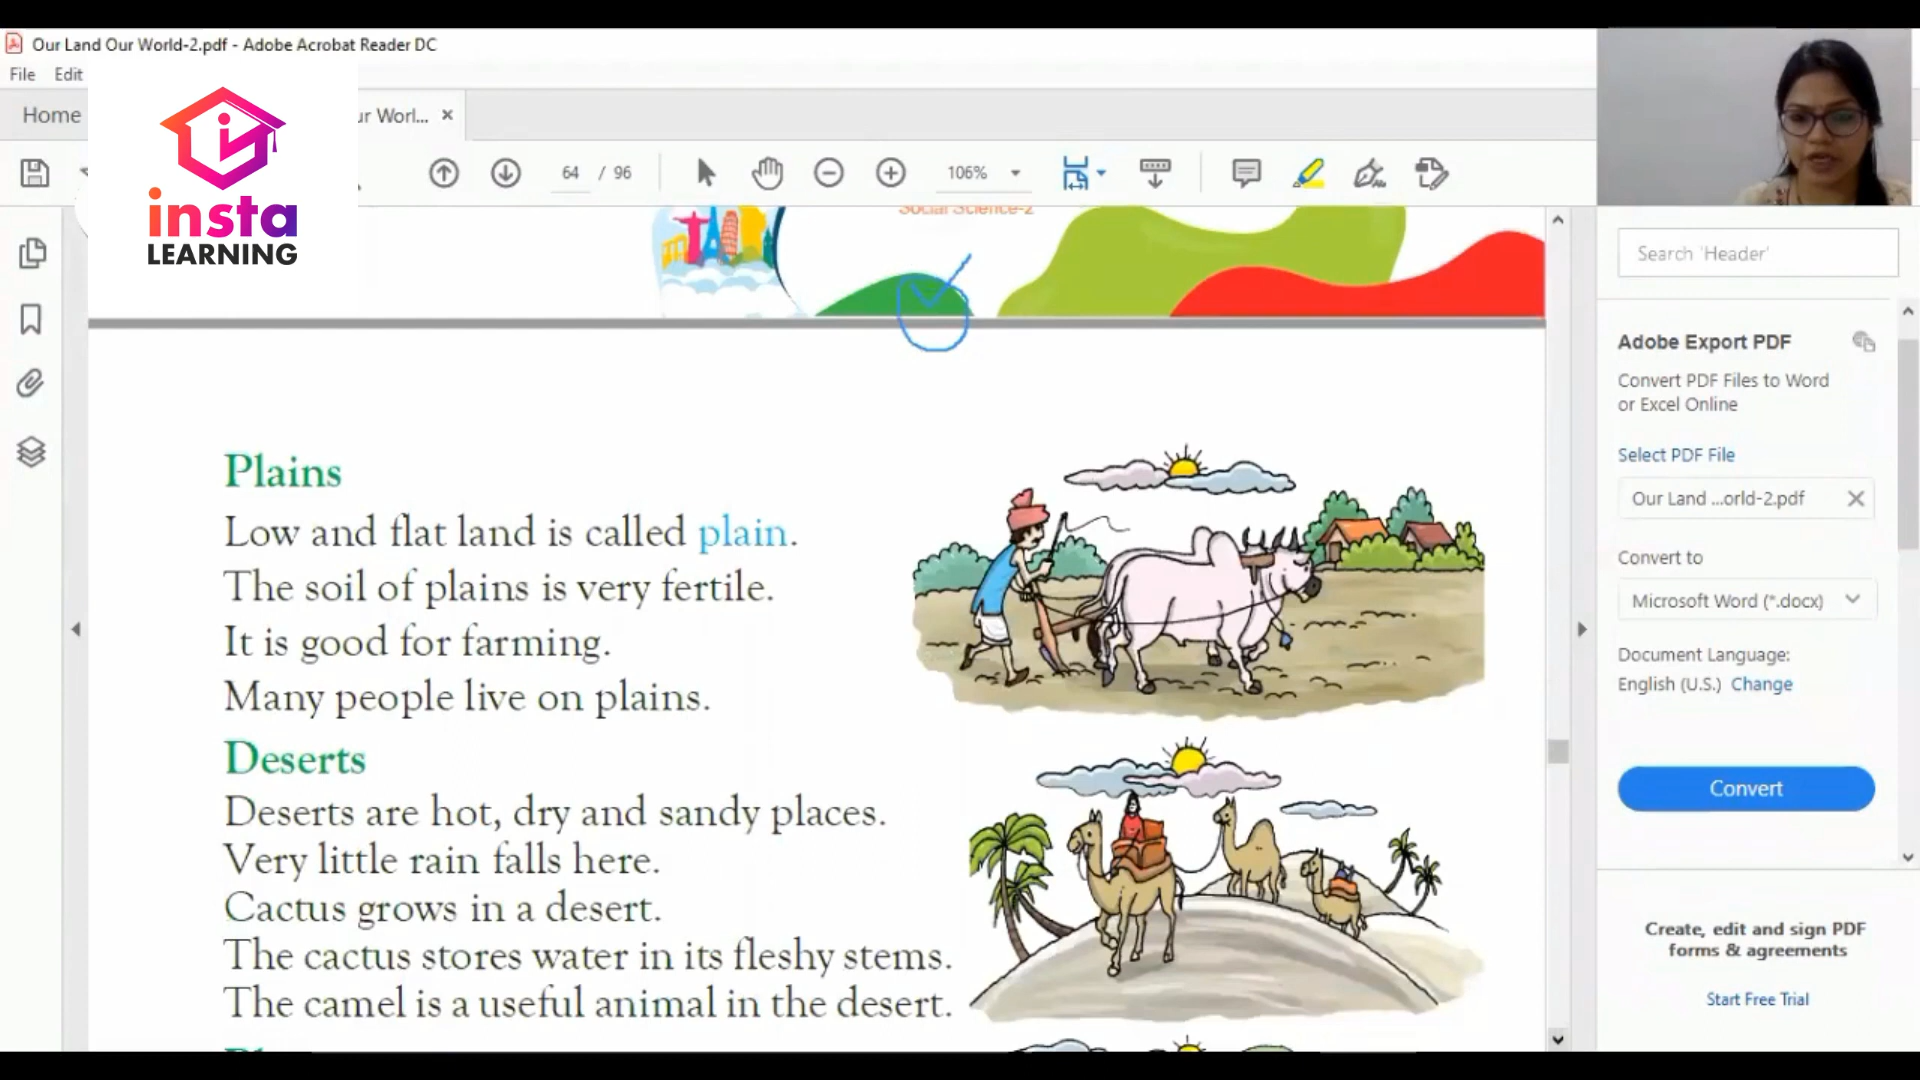 Our Land Our World-2.pdf - Adobe Acrobat Reader DC
File Edit
Home
ur Worl...
insta
LEARNING
64 / 96
106%
Social Science-2
Search 'Header'
Adobe Export PDF
Convert PDF Files to Word
or Excel Online
Select PDF File
Our Land ...orld-2.pdf
Convert to
Microsoft Word (*.docx)
Document Language:
English (U.S.) Change
Convert
Create, edit and sign PDF
forms & agreements
Start Free Trial
Plains
Low and flat land is called plain.
The soil of plains is very fertile.
It is good for farming.
Many people live on plains.
Deserts
Deserts are hot, dry and sandy places.
Very little rain falls here.
Cactus grows in a desert.
The cactus stores water in its fleshy stems.
The camel is a useful animal in the desert.